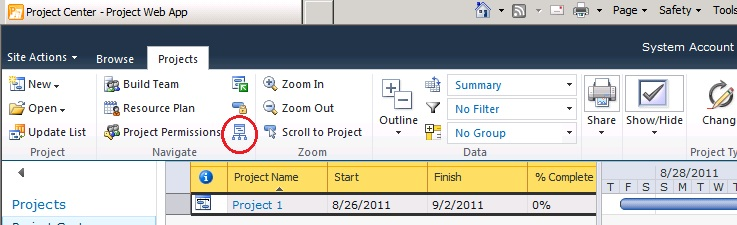 Project Center - Project Web App
Page Safety Tools
Site Actions Browse Projects System Account
New Build Team Zoom In Summary
Open Resource Plan Zoom Out No Filter
Update List Project Permissions Scroll to Project Outline No Group Share Show/Hide Chang
Project Navigate Zoom Data Project Ty
Project Name Start Finish % Complete 8/28/2011
T F S S M T W T F S
Projects Project 1 8/26/2011 9/2/2011 0%
Project Center